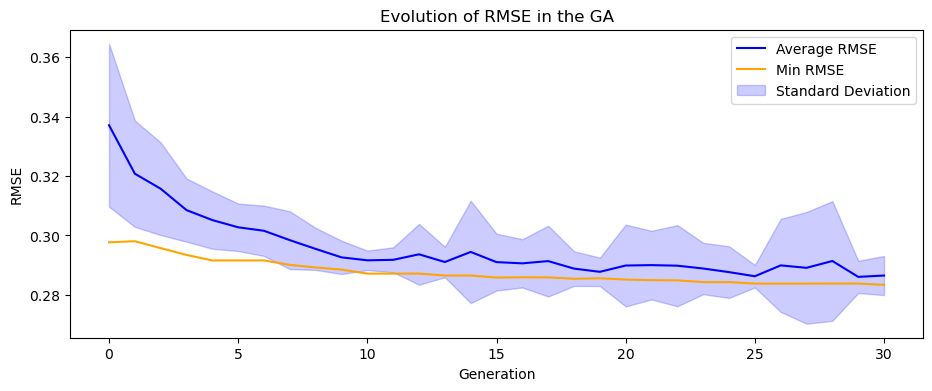 Evolution of RMSE in the GA
Average RMSE
Min RMSE
Standard Deviation
RMSE
0.36
0.34
0.32
0.30
0.28
0 5 10 15 20 25 30
Generation